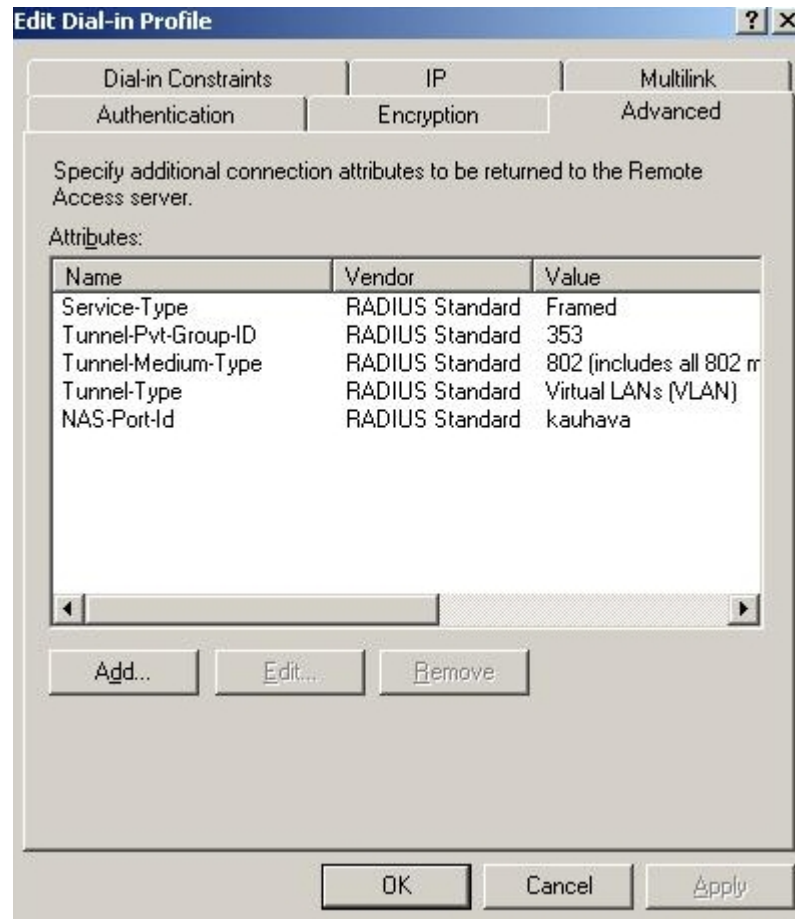 Edit Dial-in Profile
Dial-in Constraints IP Multilink
Authentication Encryption Advanced
Specify additional connection attributes to be returned to the Remote
Access server.
Attributes:
Name Vendor Value
Service-Type RADIUS Standard Framed
Tunnel-Pvt-Group-ID RADIUS Standard 353
Tunnel-Medium-Type RADIUS Standard 802 (includes all 802 m
Tunnel-Type RADIUS Standard Virtual LANs (VLAN)
NAS-Port-Id RADIUS Standard kauhava
Add... Edit... Remove
OK Cancel Apply